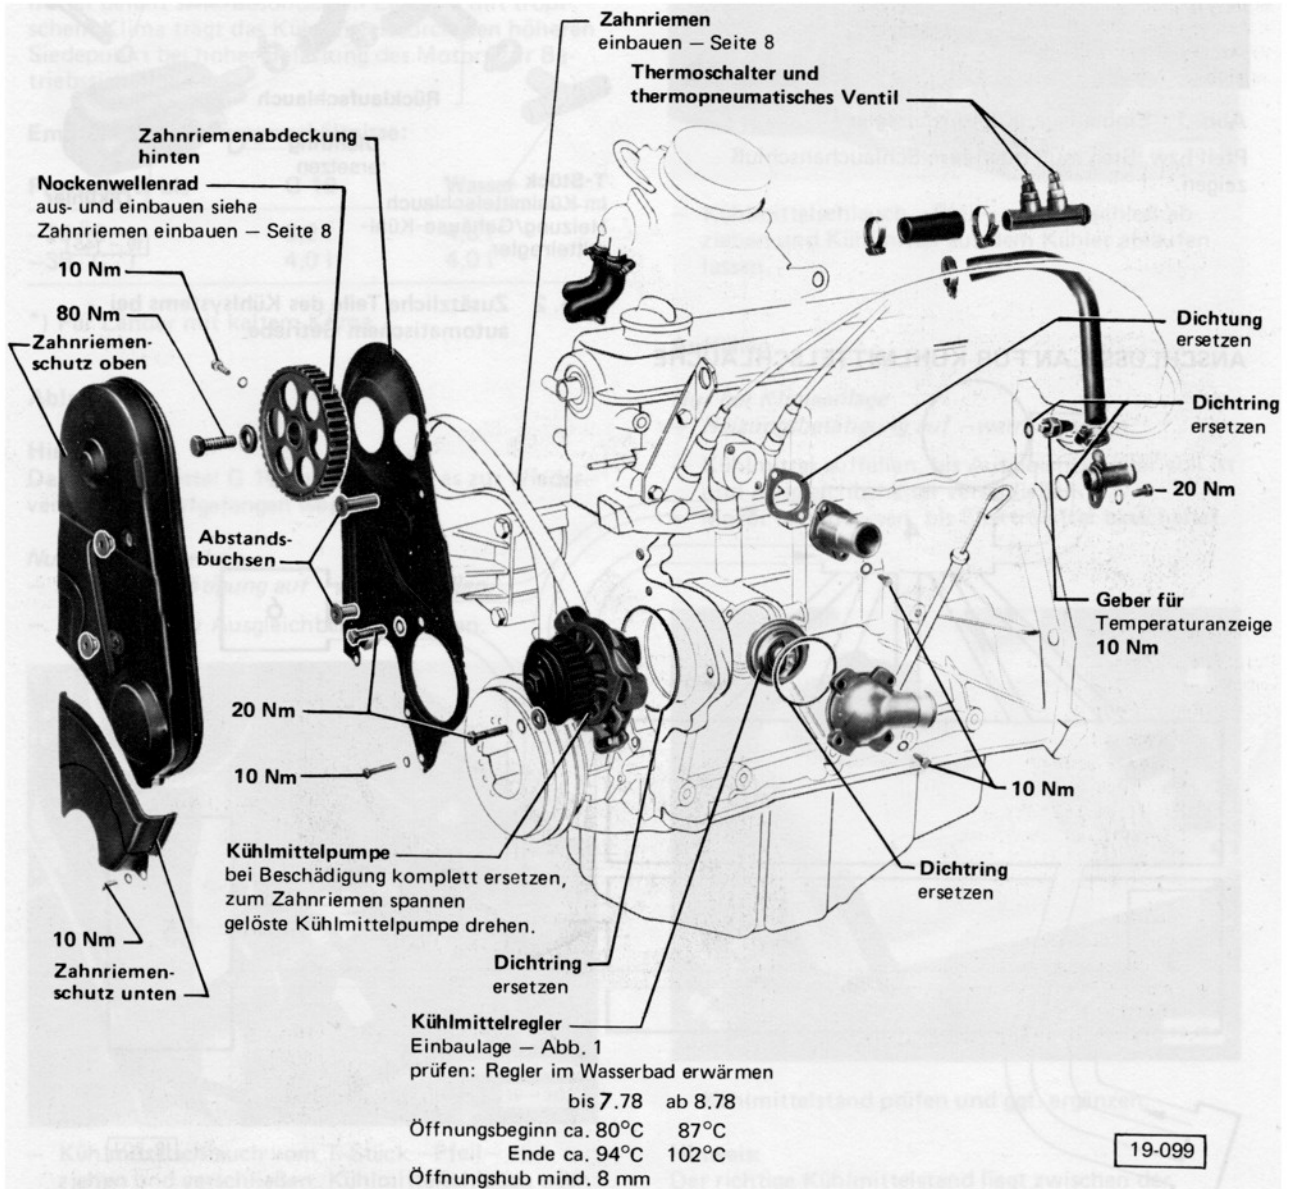 Zahnriemen
einbauen – Seite 8
Thermoschalter und
thermopneumatisches Ventil
Zahnriemenabdeckung
hinten
Nockenwellenrad
aus- und einbauen siehe
Zahnriemen einbauen – Seite 8
10 Nm
80 Nm
Zahnriemen-
schutz oben
Dichtung
ersetzen
Dichtring
ersetzen
20 Nm
Abstands-
buchsen
Geber für
Temperaturanzeige
10 Nm
20 Nm
10 Nm
10 Nm
Kühlmittelpumpe
bei Beschädigung komplett ersetzen,
zum Zahnriemen spannen
gelöste Kühlmittelpumpe drehen.
Dichtring
ersetzen
10 Nm
Zahnriemen-
schutz unten
Dichtring
ersetzen
Kühlmittelregler
Einbaulage – Abb. 1
prüfen: Regler im Wasserbad erwärmen
bis 7.78 ab 8.78
Öffnungsbeginn ca. 80°C 87°C
Ende ca. 94°C 102°C
Öffnungshub mind. 8 mm
19-099